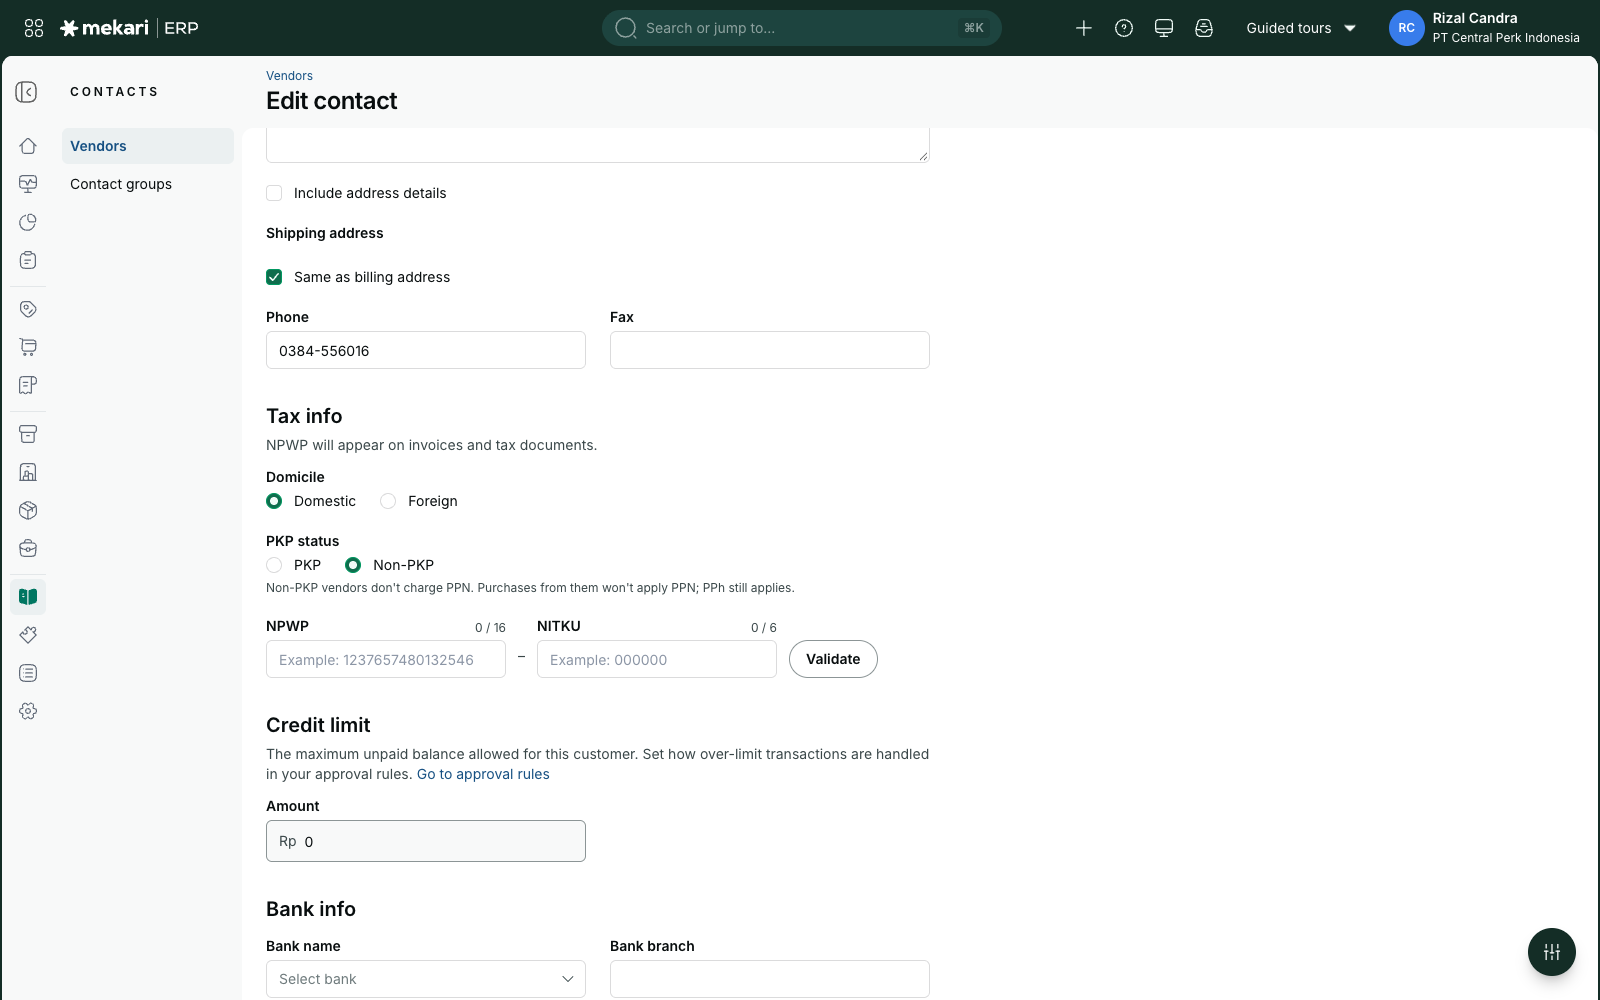 mekari ERP
Search or jump to...
⌘K
Guided tours
RC
Rizal Candra
PT Central Perk Indonesia
CONTACTS
Vendors
Contact groups
Vendors
Edit contact
Include address details
Shipping address
Same as billing address
Phone
Fax
0384-556016
Tax info
NPWP will appear on invoices and tax documents.
Domicile
Domestic Foreign
PKP status
PKP Non-PKP
Non-PKP vendors don't charge PPN. Purchases from them won't apply PPN; PPh still applies.
NPWP 0 / 16
NITKU 0 / 6
Example: 1237657480132546 – Example: 000000
Validate
Credit limit
The maximum unpaid balance allowed for this customer. Set how over-limit transactions are handled
in your approval rules. Go to approval rules
Amount
Rp 0
Bank info
Bank name
Bank branch
Select bank